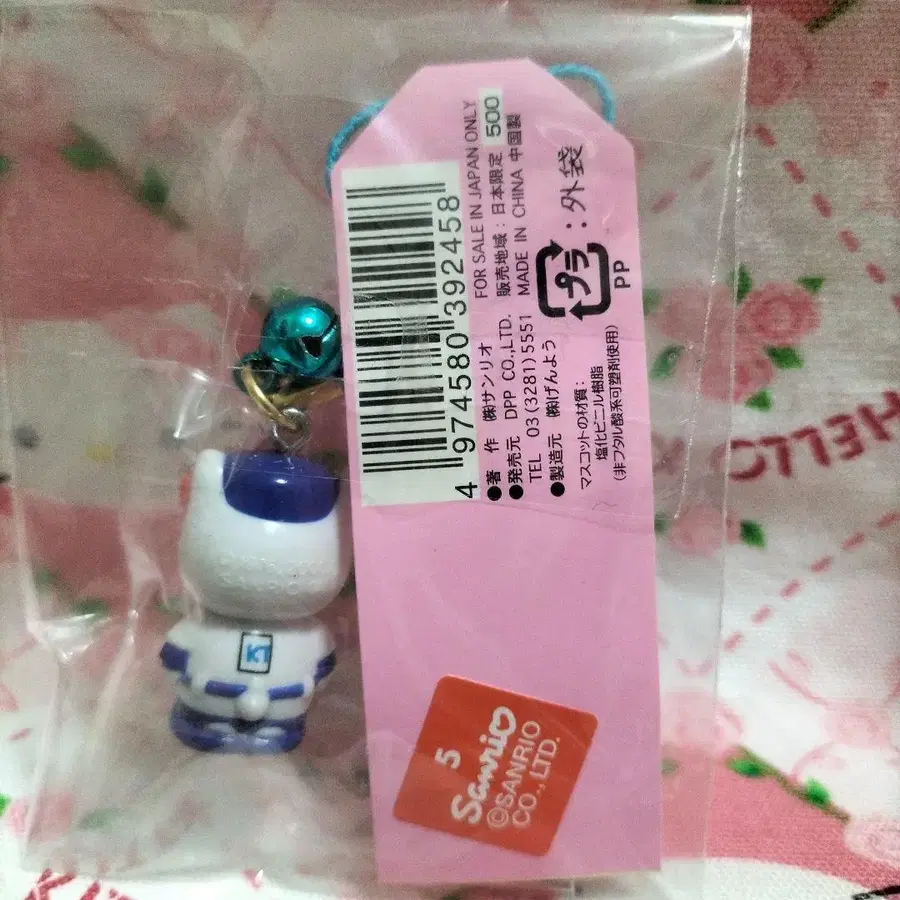 4 974580 392458
FOR SALE IN JAPAN ONLY
販売地域:日本限定 500
MADE IN CHINA 中国製
プラ :外袋
PP
●著 作 ㈱サンリオ
●発売元 DPP CO.,LTD.
TEL 03(3281)5551
●製造元 ㈱げんよう
マスコットの材質:
塩化ビニル樹脂
(非フタル酸系可塑剤使用)
KT
5
Sanrio
©SANRIO
CO.,LTD.
HELLO